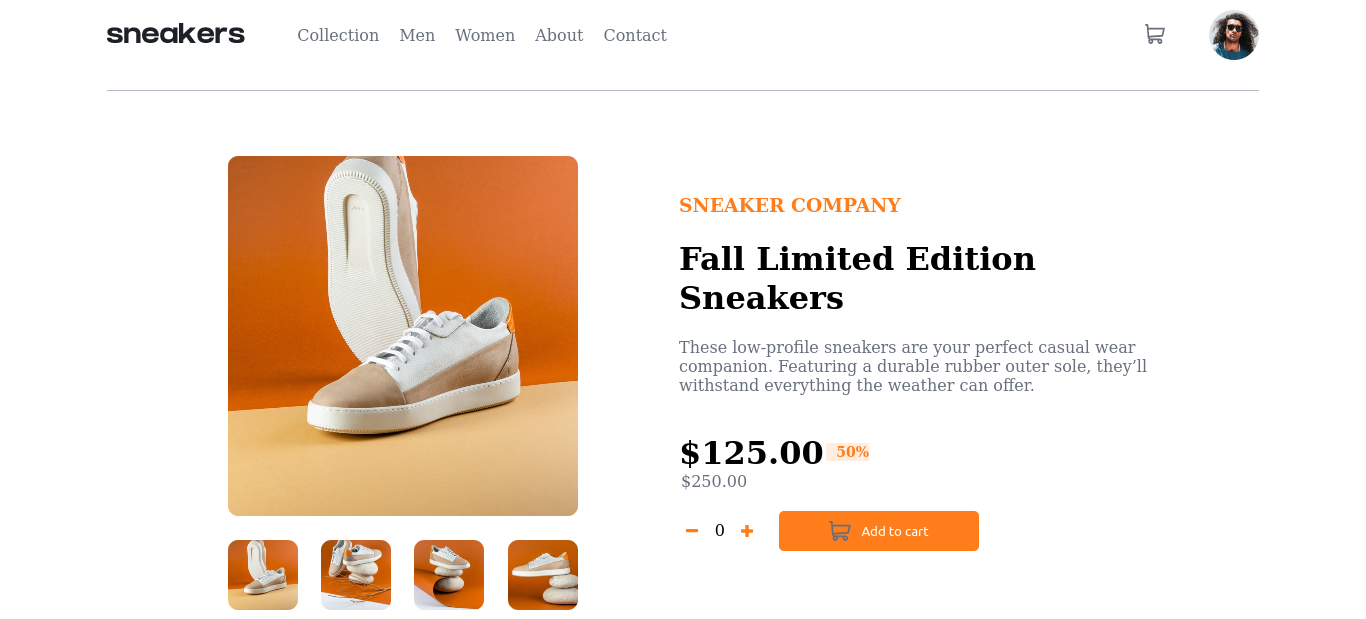 sneakers
Collection Men Women About Contact
SNEAKER COMPANY
Fall Limited Edition
Sneakers
These low-profile sneakers are your perfect casual wear
companion. Featuring a durable rubber outer sole, they’ll
withstand everything the weather can offer.
$125.00 50%
$250.00
0 Add to cart